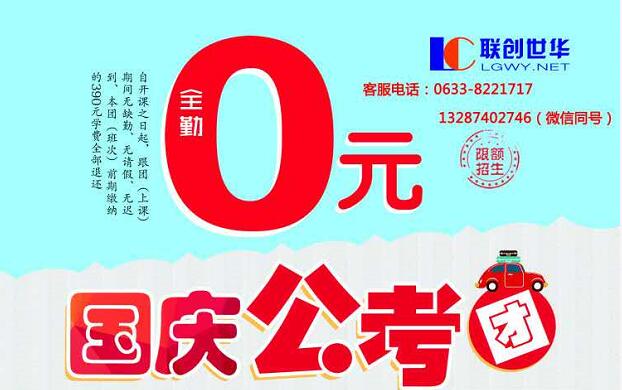 联创世华
LGWY.NET
客服电话：0633-8221717
13287402746（微信同号）
全勤
0元
自开课之日起，跟团（上课）
期间无缺勤、无请假、无迟
到、本团（班次）前期缴纳
的390元学费全部退还
限额
招生
国庆公考团